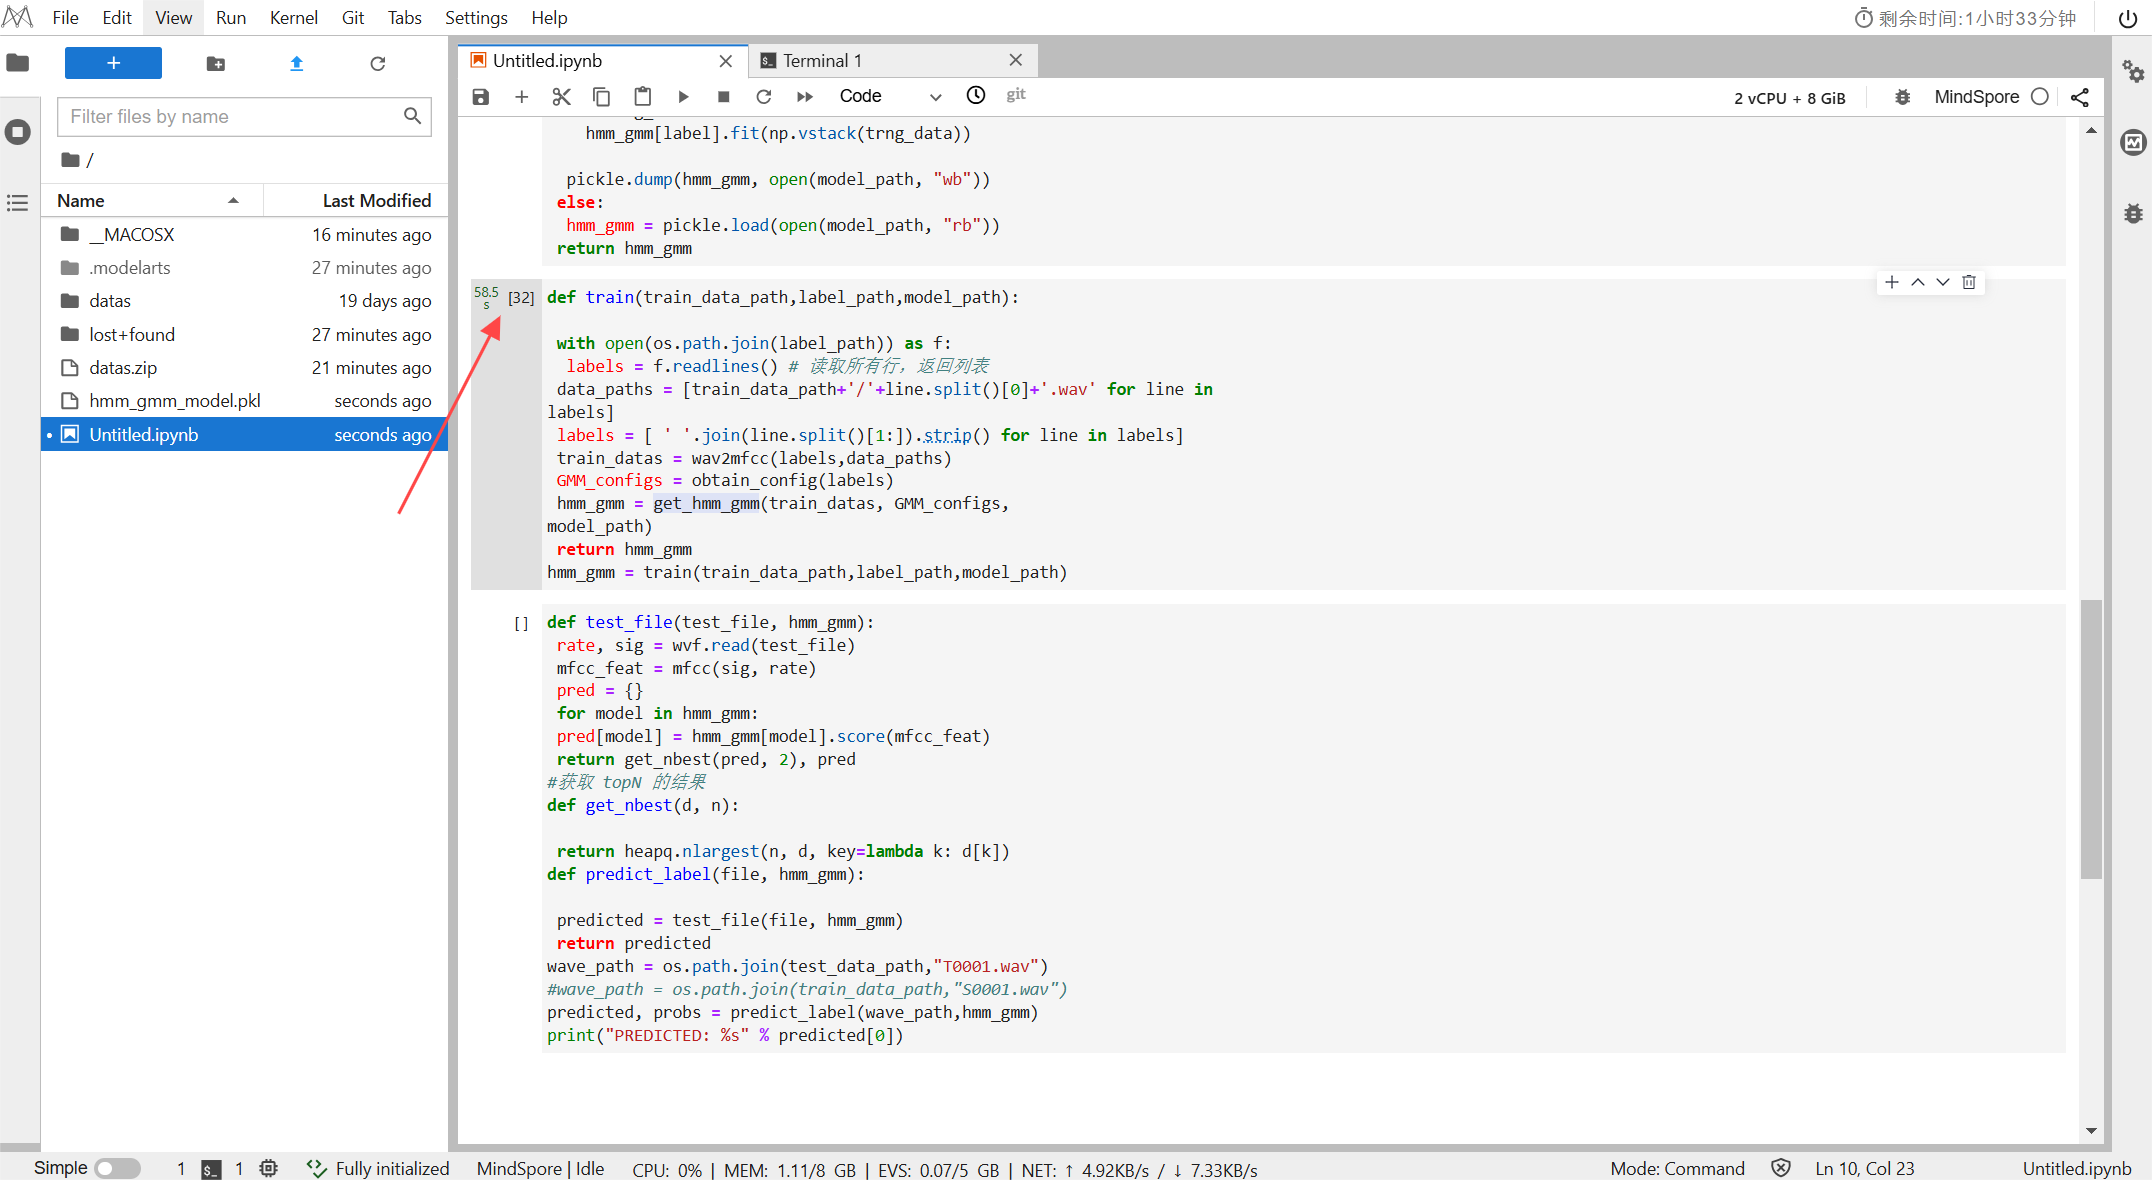 File Edit View Run Kernel Git Tabs Settings Help 剩余时间:1小时33分钟
+
Filter files by name
/
Name Last Modified
__MACOSX 16 minutes ago
.modelarts 27 minutes ago
datas 19 days ago
lost+found 27 minutes ago
datas.zip 21 minutes ago
hmm_gmm_model.pkl seconds ago
Untitled.ipynb seconds ago
Untitled.ipynb Terminal 1
Code git 2 vCPU + 8 GiB MindSpore
hmm_gmm[label].fit(np.vstack(trng_data))
pickle.dump(hmm_gmm, open(model_path, "wb"))
else:
hmm_gmm = pickle.load(open(model_path, "rb"))
return hmm_gmm
58.5 s [32] def train(train_data_path,label_path,model_path):
with open(os.path.join(label_path)) as f:
labels = f.readlines() # 读取所有行，返回列表
data_paths = [train_data_path+'/'+line.split()[0]+'.wav' for line in
labels]
labels = [ ' '.join(line.split()[1:]).strip() for line in labels]
train_datas = wav2mfcc(labels,data_paths)
GMM_configs = obtain_config(labels)
hmm_gmm = get_hmm_gmm(train_datas, GMM_configs,
model_path)
return hmm_gmm
hmm_gmm = train(train_data_path,label_path,model_path)
[] def test_file(test_file, hmm_gmm):
rate, sig = wvf.read(test_file)
mfcc_feat = mfcc(sig, rate)
pred = {}
for model in hmm_gmm:
pred[model] = hmm_gmm[model].score(mfcc_feat)
return get_nbest(pred, 2), pred
#获取 topN 的结果
def get_nbest(d, n):
return heapq.nlargest(n, d, key=lambda k: d[k])
def predict_label(file, hmm_gmm):
predicted = test_file(file, hmm_gmm)
return predicted
wave_path = os.path.join(test_data_path,"T0001.wav")
#wave_path = os.path.join(train_data_path,"S0001.wav")
predicted, probs = predict_label(wave_path,hmm_gmm)
print("PREDICTED: %s" % predicted[0])
Simple 1 1 Fully initialized MindSpore | Idle CPU: 0% | MEM: 1.11/8 GB | EVS: 0.07/5 GB | NET: ↑ 4.92KB/s / ↓ 7.33KB/s Mode: Command Ln 10, Col 23 Untitled.ipynb